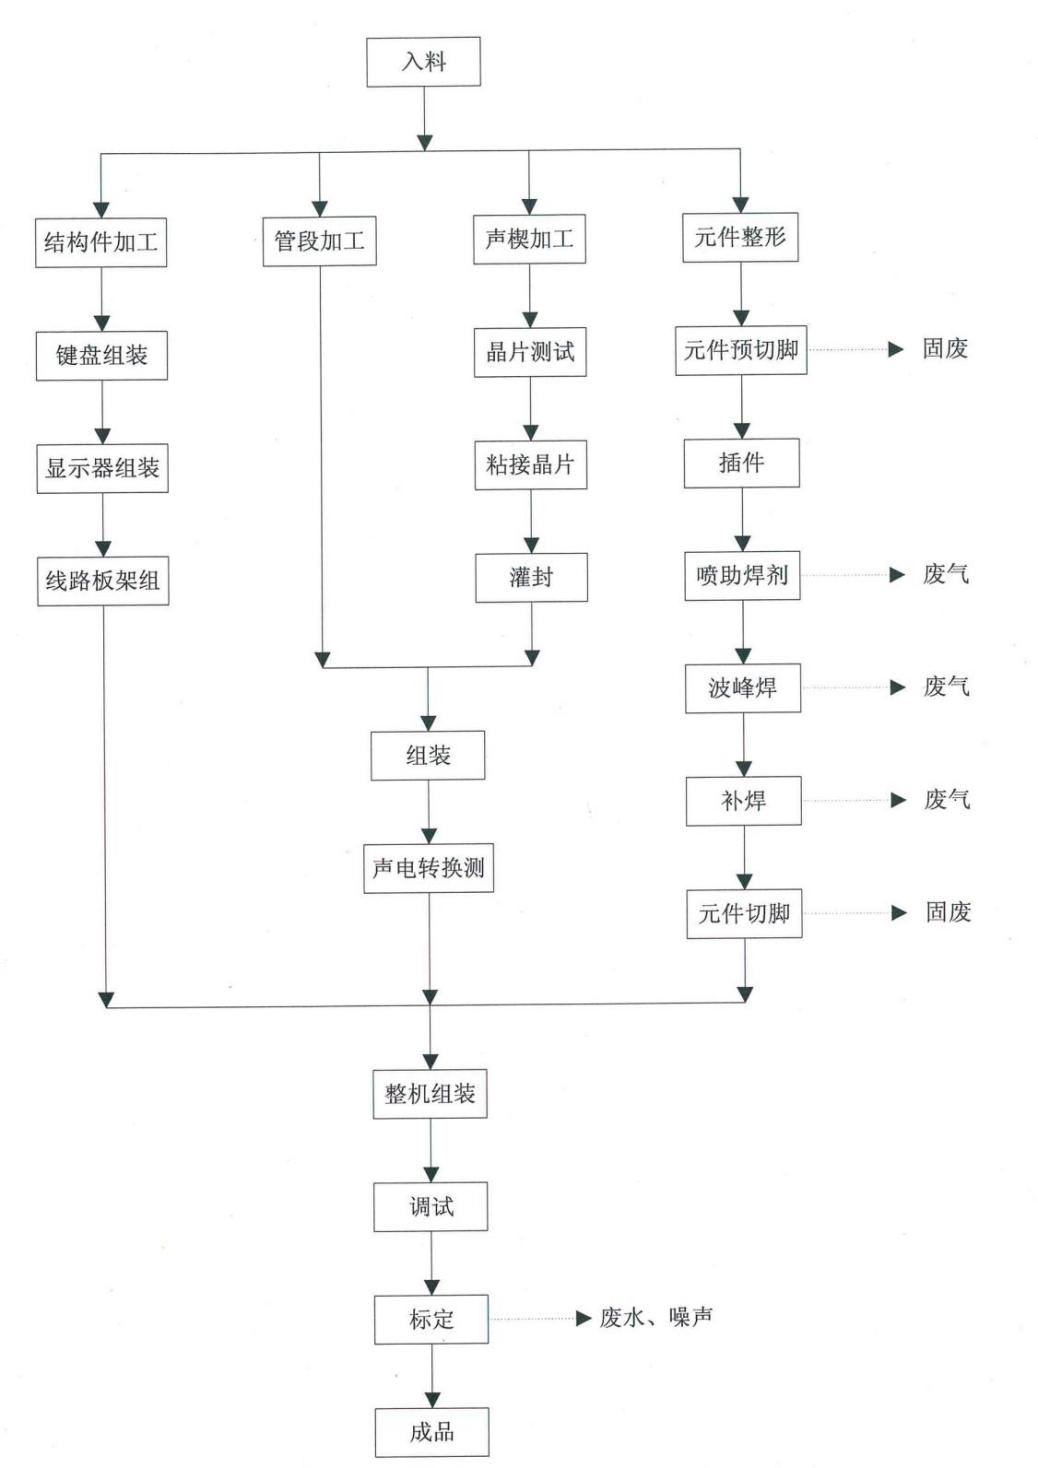 入料
结构件加工
管段加工
声楔加工
元件整形
键盘组装
晶片测试
元件预切脚
固废
显示器组装
粘接晶片
插件
线路板架组
灌封
喷助焊剂
废气
波峰焊
废气
组装
补焊
废气
声电转换测
元件切脚
固废
整机组装
调试
标定
废水、噪声
成品